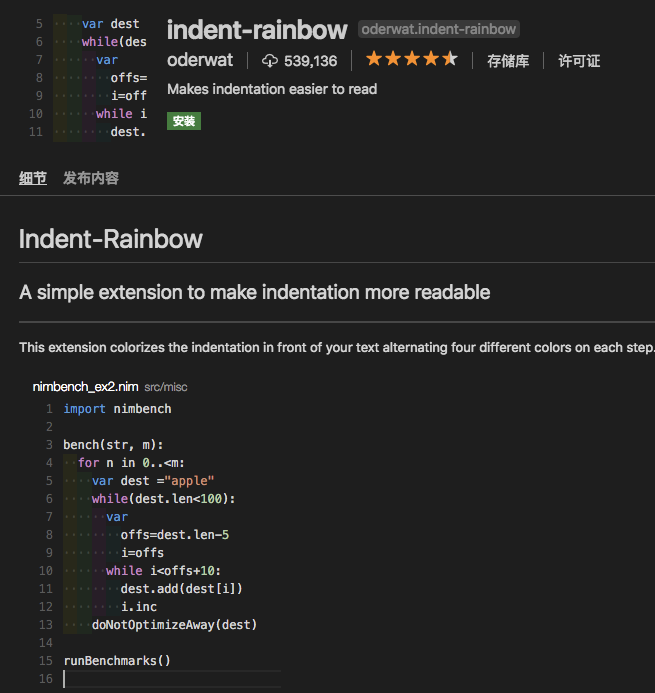 5 var dest
6 while(des
7 var
8 offs=
9 i=off
10 while i
11 dest.
indent-rainbow oderwat.indent-rainbow
oderwat 539,136 存储库 许可证
Makes indentation easier to read
安装
细节 发布内容
Indent-Rainbow
A simple extension to make indentation more readable
This extension colorizes the indentation in front of your text alternating four different colors on each step.
nimbench_ex2.nim src/misc
1 import nimbench
2
3 bench(str, m):
4 for n in 0..<m:
5 var dest ="apple"
6 while(dest.len<100):
7 var
8 offs=dest.len-5
9 i=offs
10 while i<offs+10:
11 dest.add(dest[i])
12 i.inc
13 doNotOptimizeAway(dest)
14
15 runBenchmarks()
16